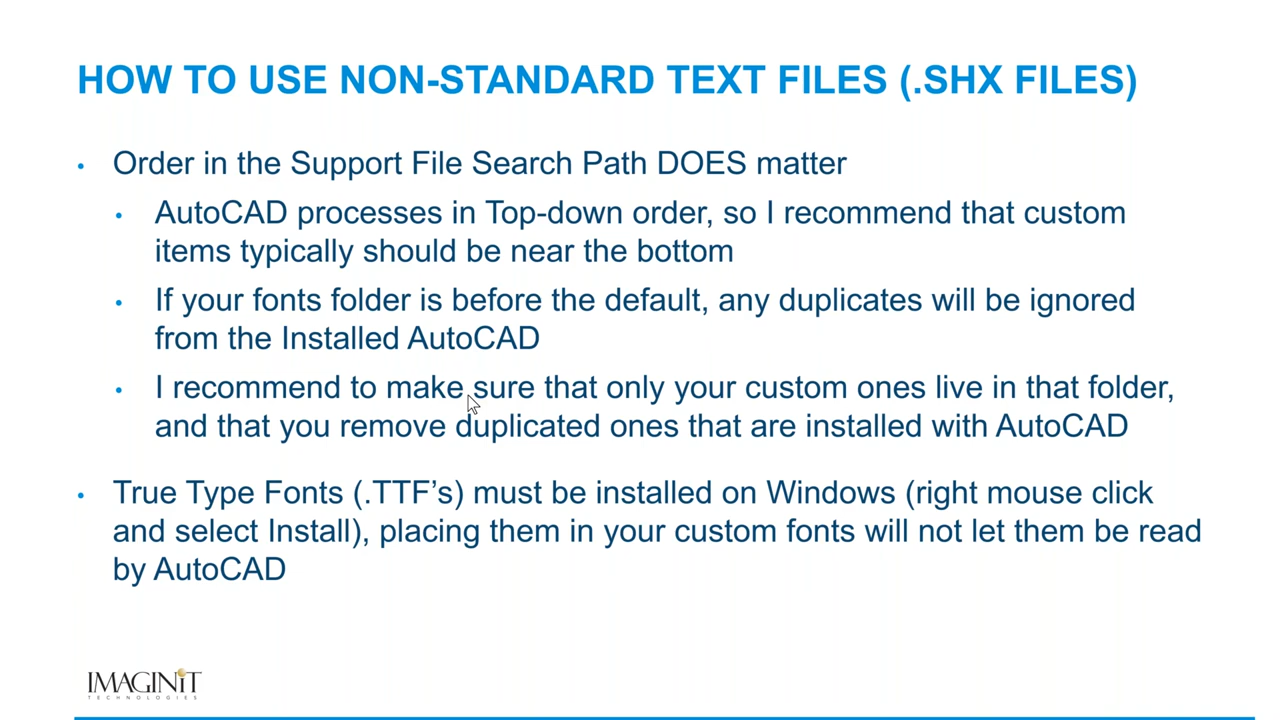 HOW TO USE NON-STANDARD TEXT FILES (.SHX FILES)
• Order in the Support File Search Path DOES matter
• AutoCAD processes in Top-down order, so I recommend that custom
items typically should be near the bottom
• If your fonts folder is before the default, any duplicates will be ignored
from the Installed AutoCAD
• I recommend to make sure that only your custom ones live in that folder,
and that you remove duplicated ones that are installed with AutoCAD
• True Type Fonts (.TTF's) must be installed on Windows (right mouse click
and select Install), placing them in your custom fonts will not let them be read
by AutoCAD
IMAGINiT
TECHNOLOGIES